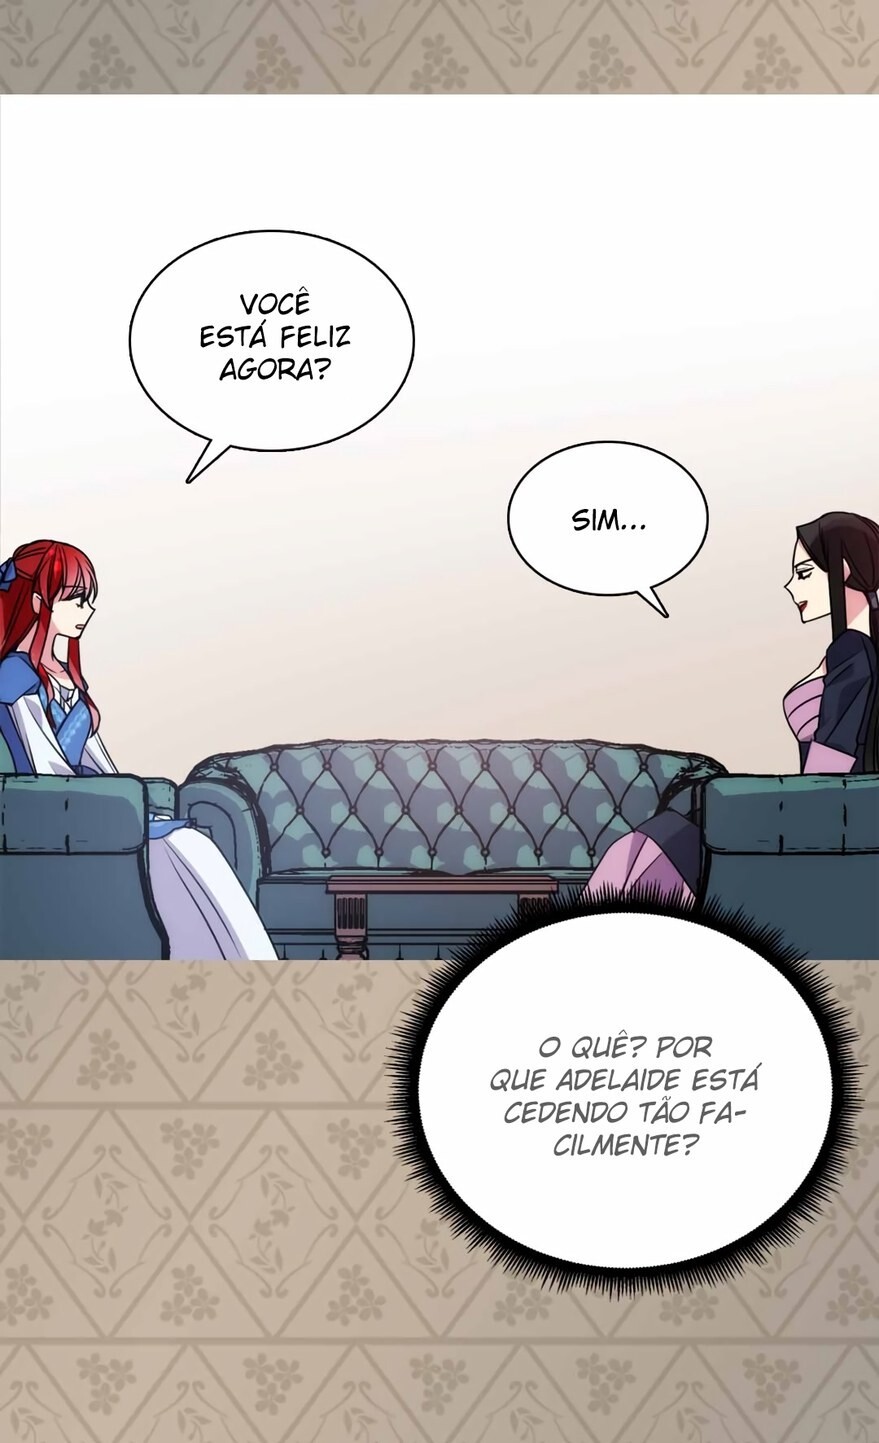 VOCÊ
ESTÁ FELIZ
AGORA?
SIM...
O QUÊ? POR
QUE ADELAIDE ESTÁ
CEDENDO TÃO FA-
CILMENTE?